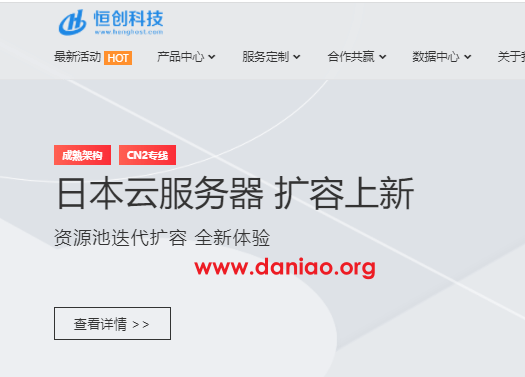 恒创科技
www.henghost.com
最新活动 HOT 产品中心 服务定制 合作共赢 数据中心 关于
成熟架构 CN2专线
日本云服务器 扩容上新
资源池迭代扩容 全新体验
www.daniao.org
查看详情 >>